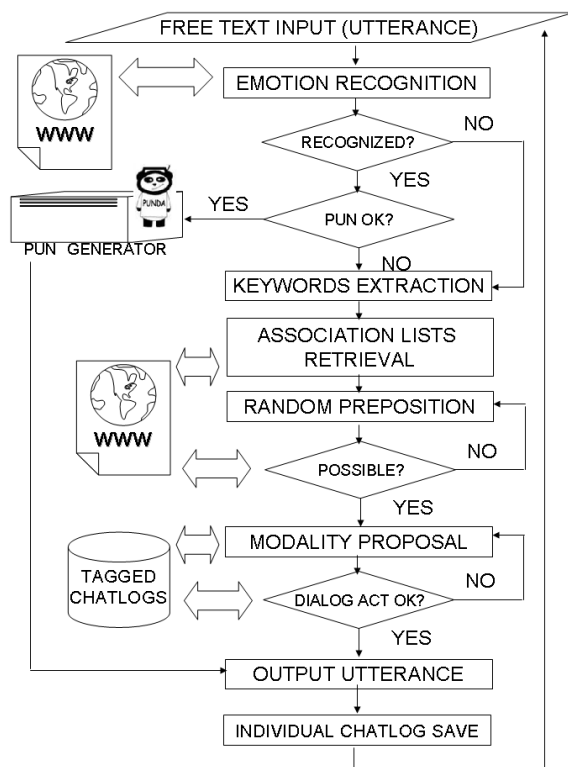 FREE TEXT INPUT (UTTERANCE)
EMOTION RECOGNITION
WWW
RECOGNIZED?
NO
YES
PUNDA
YES
PUN OK?
PUN GENERATOR
NO
KEYWORDS EXTRACTION
ASSOCIATION LISTS
RETRIEVAL
RANDOM PREPOSITION
WWW
NO
POSSIBLE?
YES
MODALITY PROPOSAL
TAGGED
CHATLOGS
NO
DIALOG ACT OK?
YES
OUTPUT UTTERANCE
INDIVIDUAL CHATLOG SAVE